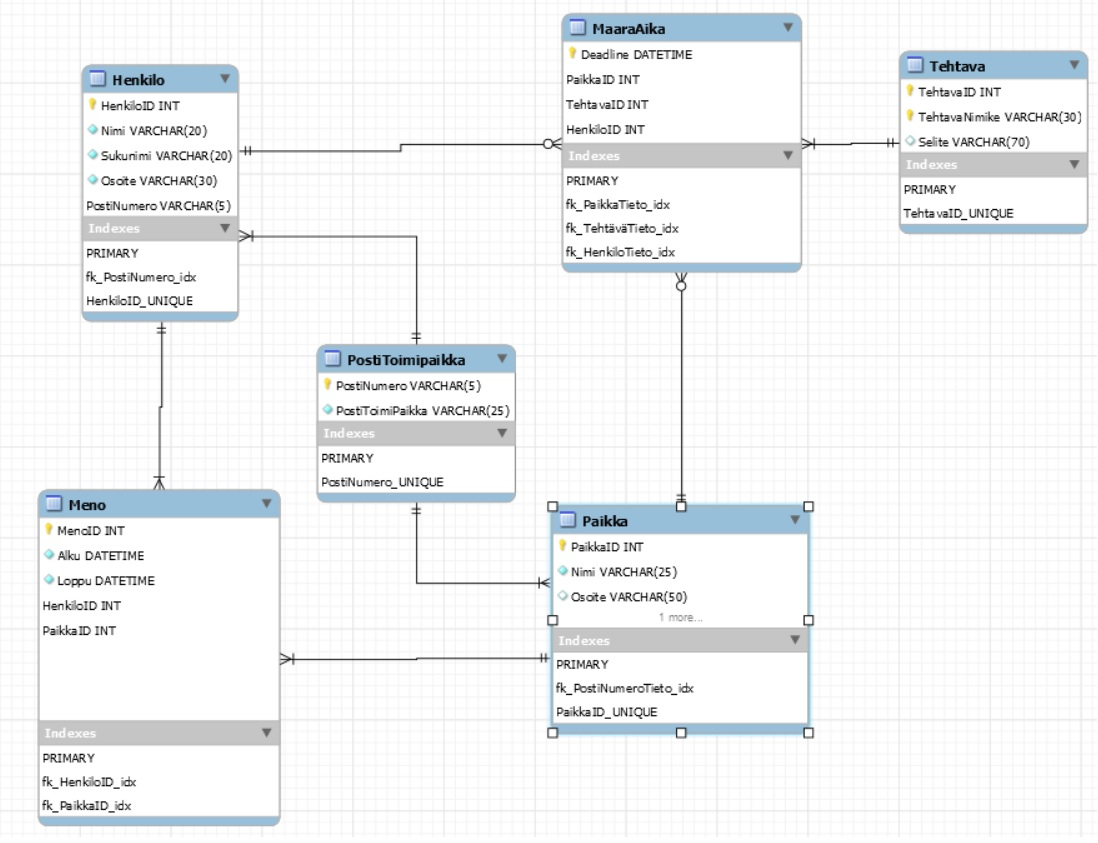 Henkilo
HenkiloID INT
Nimi VARCHAR(20)
Sukunimi VARCHAR(20)
Osoite VARCHAR(30)
PostiNumero VARCHAR(5)
Indexes
PRIMARY
fk_PostiNumero_idx
HenkiloID_UNIQUE
MaaraAika
Deadline DATETIME
PaikkaID INT
TehtavaID INT
HenkiloID INT
Indexes
PRIMARY
fk_PaikkaTieto_idx
fk_TehtäväTieto_idx
fk_HenkiloTieto_idx
Tehtava
TehtavaID INT
TehtavaNimike VARCHAR(30)
Selite VARCHAR(70)
Indexes
PRIMARY
TehtavaID_UNIQUE
PostiToimipaikka
PostiNumero VARCHAR(5)
PostiToimiPaikka VARCHAR(25)
Indexes
PRIMARY
PostiNumero_UNIQUE
Meno
MenoID INT
Alku DATETIME
Loppu DATETIME
HenkiloID INT
PaikkaID INT
Indexes
PRIMARY
fk_HenkiloID_idx
fk_PaikkaID_idx
Paikka
PaikkaID INT
Nimi VARCHAR(25)
Osoite VARCHAR(50)
1 more...
Indexes
PRIMARY
fk_PostiNumeroTieto_idx
PaikkaID_UNIQUE